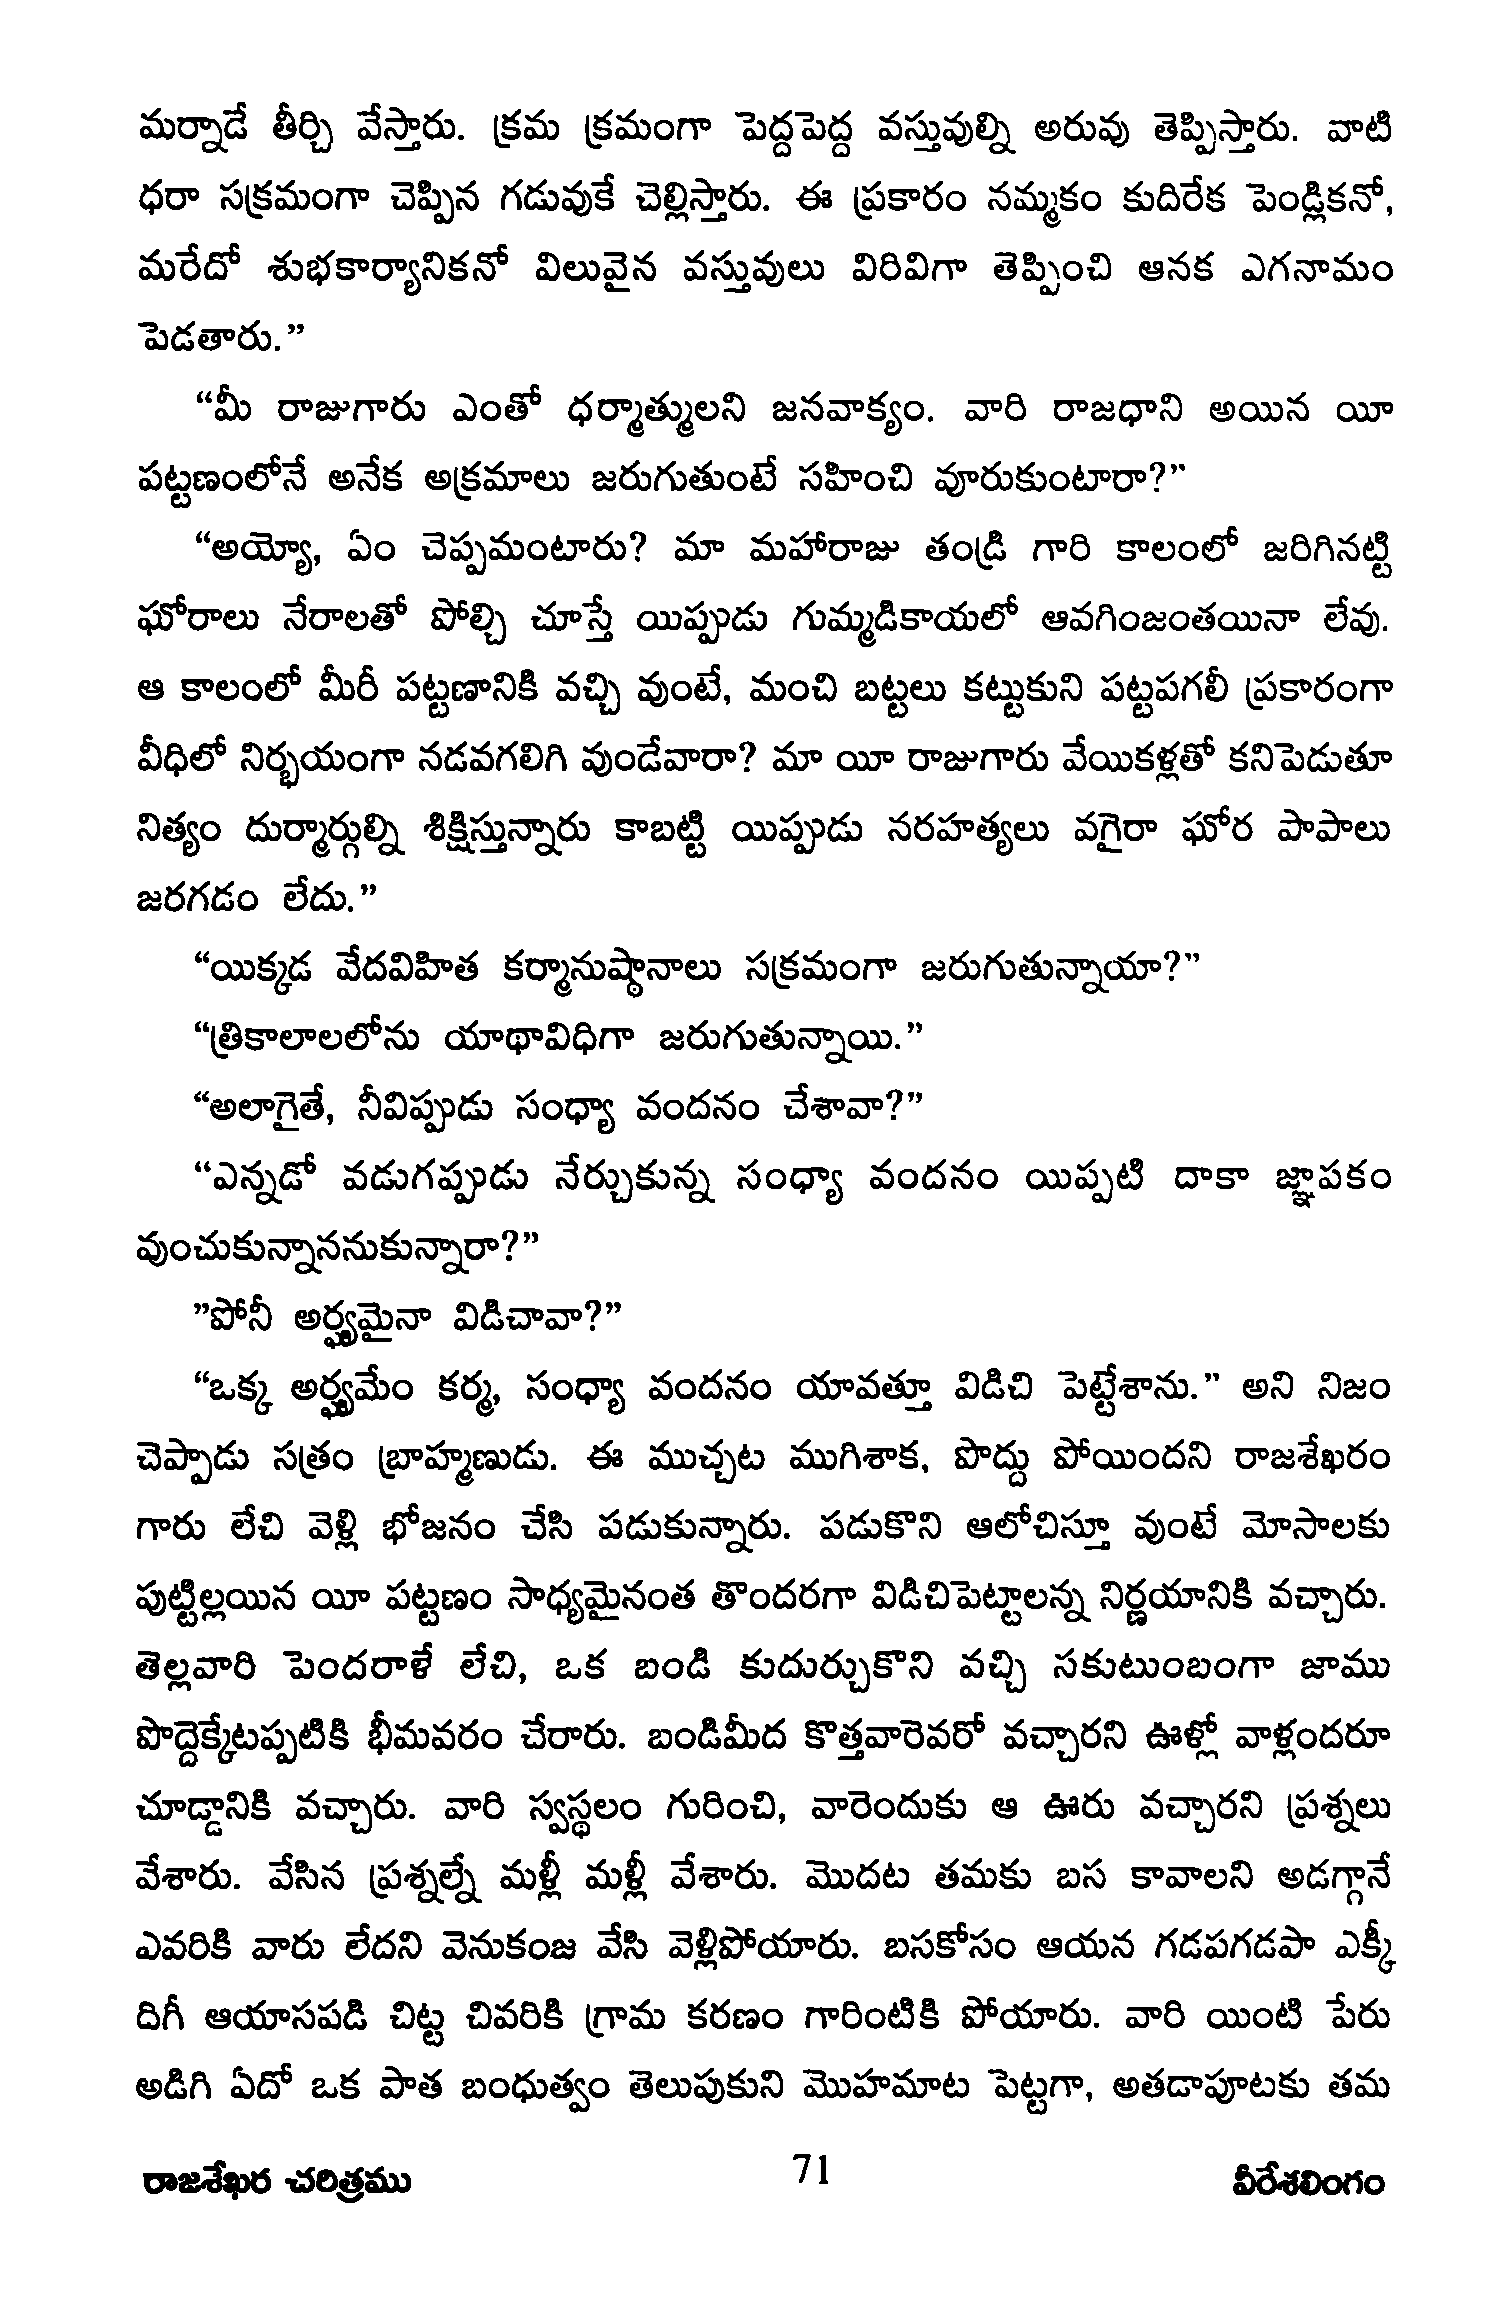 మర్నాడే తీర్చి వేస్తారు. క్రమ క్రమంగా పెద్దపెద్ద వస్తువుల్ని అరువు తెప్పిస్తారు. వాటి
ధరా సక్రమంగా చెప్పిన గడువుకే చెల్లిస్తారు. ఈ ప్రకారం నమ్మకం కుదిరేక పెండ్లికనో,
మరేదో శుభకార్యానికనో విలువైన వస్తువులు విరివిగా తెప్పించి ఆనక ఎగనామం
పెడతారు.”
“మీ రాజుగారు ఎంతో ధర్మాత్ములని జనవాక్యం. వారి రాజధాని అయిన యీ
పట్టణంలోనే అనేక అక్రమాలు జరుగుతుంటే సహించి వూరుకుంటారా?”
“అయ్యో, ఏం చెప్పమంటారు? మా మహారాజు తండ్రి గారి కాలంలో జరిగినట్టి
ఘోరాలు నేరాలతో పోల్చి చూస్తే యిప్పుడు గుమ్మడికాయలో ఆవగింజంతయినా లేవు.
ఆ కాలంలో మీరీ పట్టణానికి వచ్చి వుంటే, మంచి బట్టలు కట్టుకుని పట్టపగలీ ప్రకారంగా
వీధిలో నిర్భయంగా నడవగలిగి వుండేవారా? మా యీ రాజుగారు వేయికళ్లతో కనిపెడుతూ
నిత్యం దుర్మార్గుల్ని శిక్షిస్తున్నారు కాబట్టి యిప్పుడు నరహత్యలు వగైరా ఘోర పాపాలు
జరగడం లేదు.”
“యిక్కడ వేదవిహిత కర్మానుష్ఠానాలు సక్రమంగా జరుగుతున్నాయా?”
“త్రికాలాలలోను యాథావిధిగా జరుగుతున్నాయి.”
“అలాగైతే, నీవిప్పుడు సంధ్యా వందనం చేశావా?”
“ఎన్నడో వడుగప్పుడు నేర్చుకున్న సంధ్యా వందనం యిప్పటి దాకా జ్ఞాపకం
వుంచుకున్నాననుకున్నారా?”
”పోనీ అర్ఘ్యమైనా విడిచావా?”
“ఒక్క అర్ఘ్యమేం కర్మ, సంధ్యా వందనం యావత్తూ విడిచి పెట్టేశాను.” అని నిజం
చెప్పాడు సత్రం బ్రాహ్మణుడు. ఈ ముచ్చట ముగిశాక, పొద్దు పోయిందని రాజశేఖరం
గారు లేచి వెళ్లి భోజనం చేసి పడుకున్నారు. పడుకొని ఆలోచిస్తూ వుంటే మోసాలకు
పుట్టిల్లయిన యీ పట్టణం సాధ్యమైనంత తొందరగా విడిచిపెట్టాలన్న నిర్ణయానికి వచ్చారు.
తెల్లవారి పెందరాళే లేచి, ఒక బండి కుదుర్చుకొని వచ్చి సకుటుంబంగా జాము
పొద్దెక్కేటప్పటికి భీమవరం చేరారు. బండిమీద కొత్తవారెవరో వచ్చారని ఊళ్లో వాళ్లందరూ
చూడ్డానికి వచ్చారు. వారి స్వస్థలం గురించి, వారెందుకు ఆ ఊరు వచ్చారని ప్రశ్నలు
వేశారు. వేసిన ప్రశ్నల్నే మళ్లీ మళ్లీ వేశారు. మొదట తమకు బస కావాలని అడగ్గానే
ఎవరికి వారు లేదని వెనుకంజ వేసి వెళ్లిపోయారు. బసకోసం ఆయన గడపగడపా ఎక్కీ
దిగీ ఆయాసపడి చిట్ట చివరికి గ్రామ కరణం గారింటికి పోయారు. వారి యింటి పేరు
అడిగి ఏదో ఒక పాత బంధుత్వం తెలుపుకుని మొహమాట పెట్టగా, అతడాపూటకు తమ
రాజశేఖర చరిత్రము 71 వీరేశలింగం